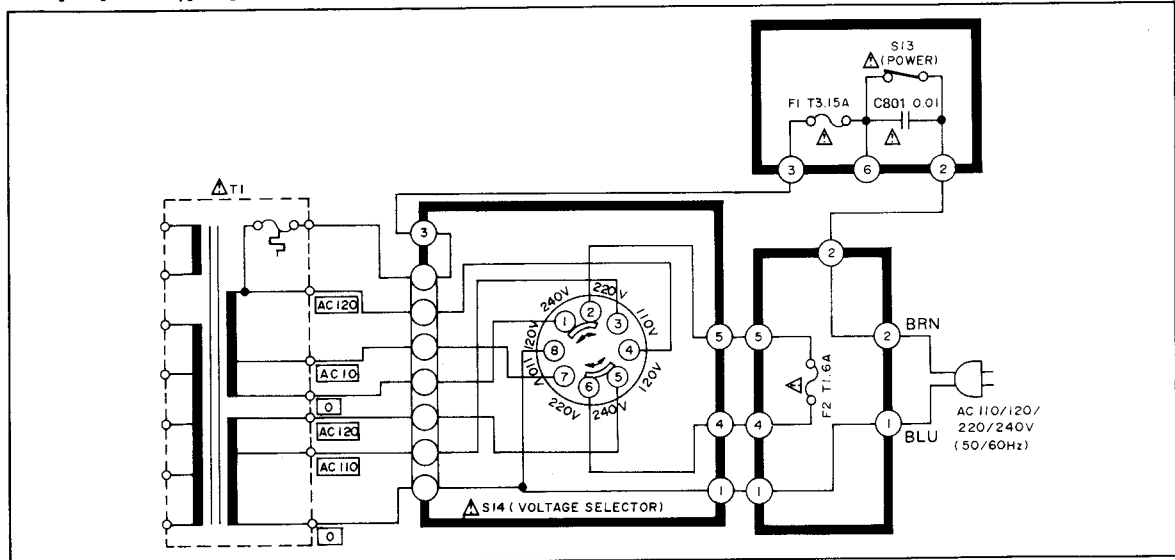 S13
(POWER)
F1 T3.15A
C801 0.01
3
6
2
T1
3
2
AC120
AC 10
0
AC120
AC110
0
240V
220V
110V
120V
240V
220V
110V
120V
1
2
3
4
5
6
7
8
5
5
4
4
1
1
F2 T1.6A
2
BRN
1
BLU
AC 110/120/
220/240V
(50/60Hz)
S14 (VOLTAGE SELECTOR)